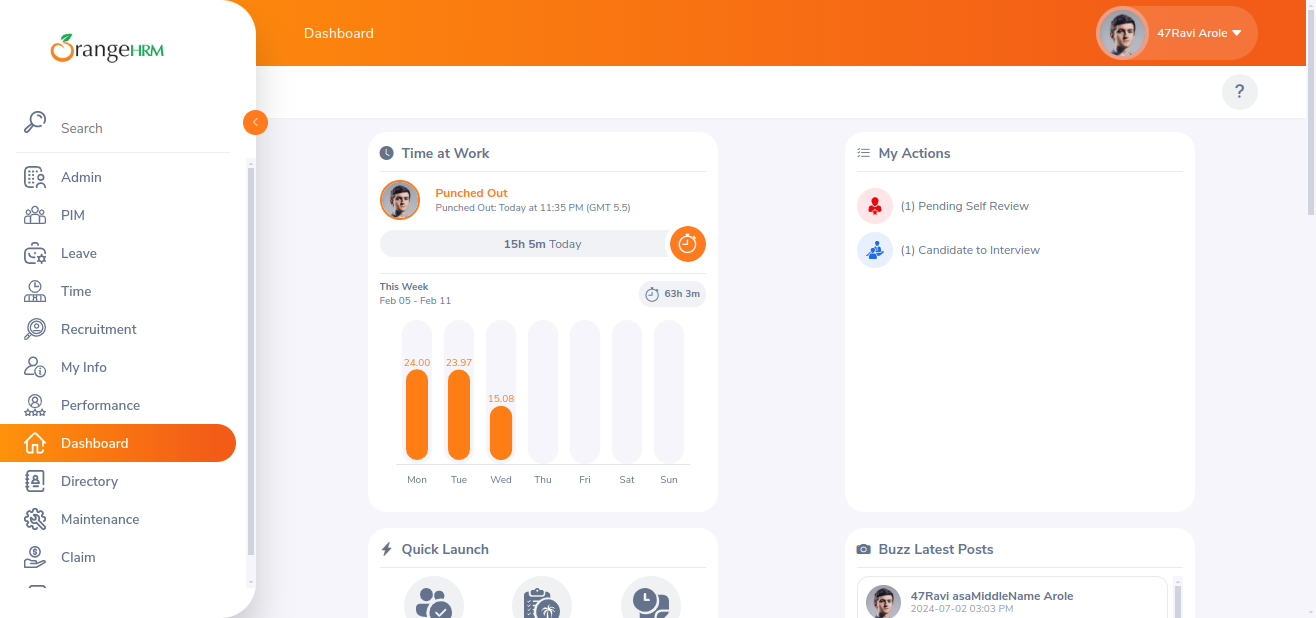 OrangeHRM
Search
Admin
PIM
Leave
Time
Recruitment
My Info
Performance
Dashboard
Directory
Maintenance
Claim
Dashboard
47Ravi Arole
?
Time at Work
Punched Out
Punched Out: Today at 11:35 PM (GMT 5.5)
15h 5m Today
This Week
Feb 05 - Feb 11
63h 3m
24.00 23.97 15.08
Mon Tue Wed Thu Fri Sat Sun
My Actions
(1) Pending Self Review
(1) Candidate to Interview
Quick Launch
Buzz Latest Posts
47Ravi asaMiddleName Arole
2024-07-02 03:03 PM